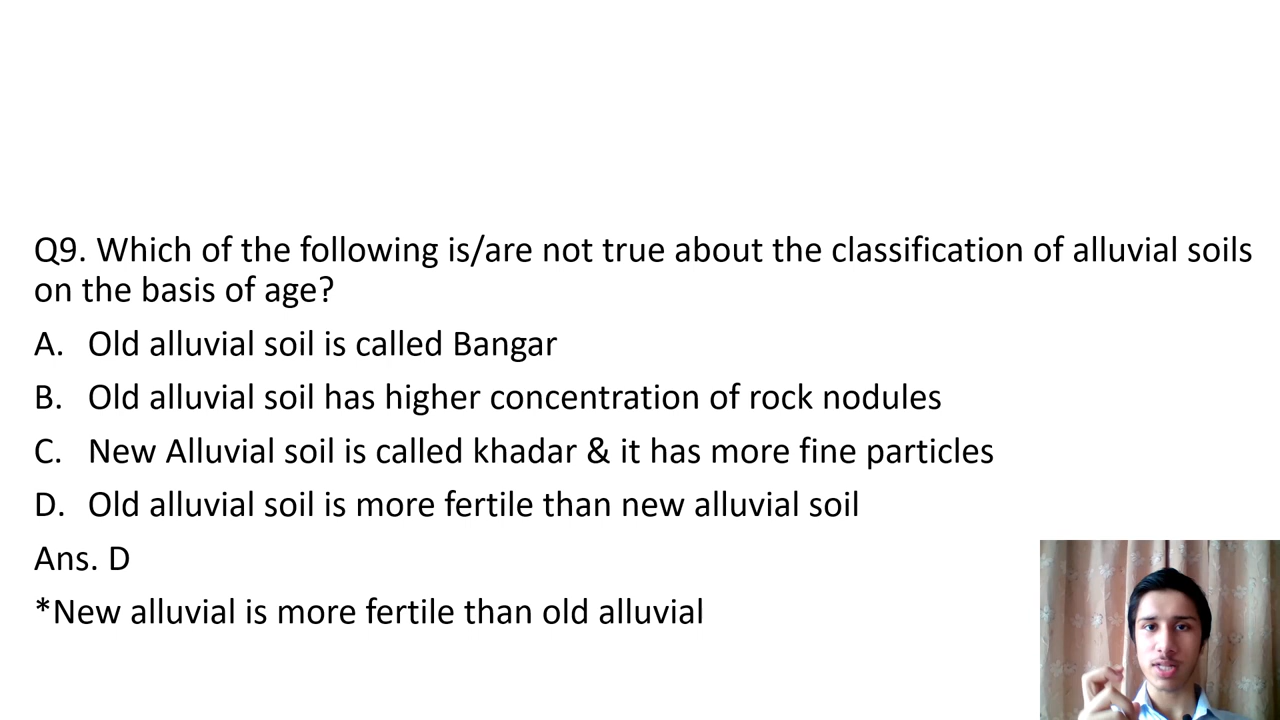 Q9. Which of the following is/are not true about the classification of alluvial soils
on the basis of age?
A. Old alluvial soil is called Bangar
B. Old alluvial soil has higher concentration of rock nodules
C. New Alluvial soil is called khadar & it has more fine particles
D. Old alluvial soil is more fertile than new alluvial soil
Ans. D
*New alluvial is more fertile than old alluvial